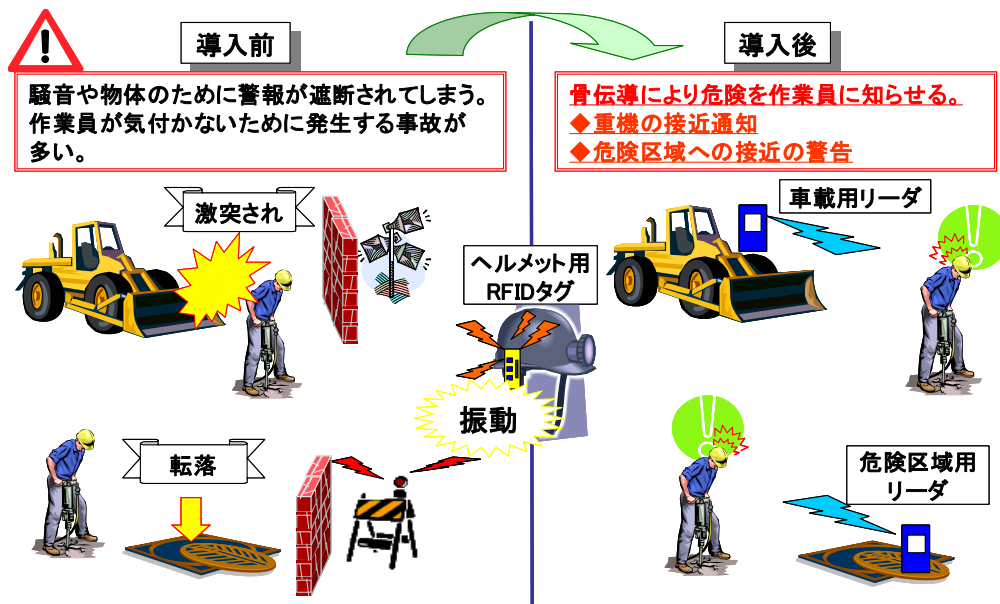 導入前
導入後
騒音や物体のために警報が遮断されてしまう。
作業員が気付かないために発生する事故が
多い。
骨伝導により危険を作業員に知らせる。
◆重機の接近通知
◆危険区域への接近の警告
激突され
車載用リーダ
ヘルメット用
RFIDタグ
振動
転落
危険区域用
リーダ